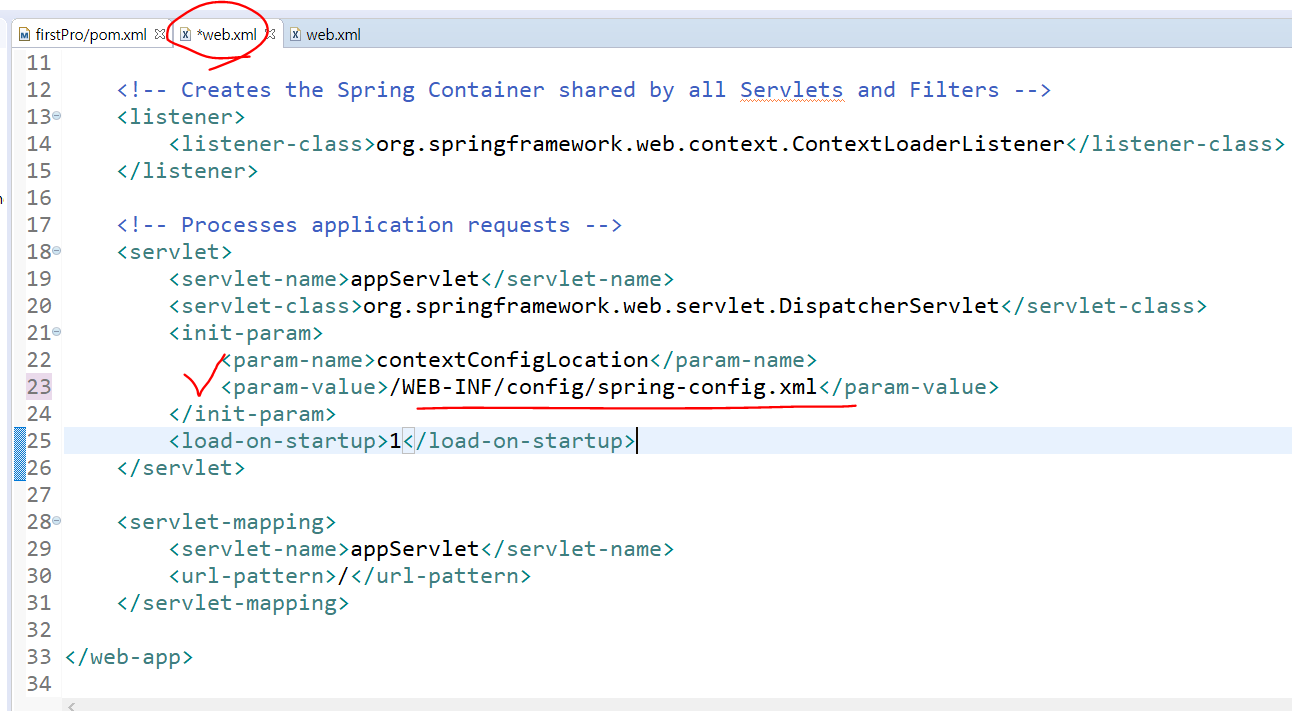 firstPro/pom.xml *web.xml web.xml
11
12 <!-- Creates the Spring Container shared by all Servlets and Filters -->
13 <listener>
14 <listener-class>org.springframework.web.context.ContextLoaderListener</listener-class>
15 </listener>
16
17 <!-- Processes application requests -->
18 <servlet>
19 <servlet-name>appServlet</servlet-name>
20 <servlet-class>org.springframework.web.servlet.DispatcherServlet</servlet-class>
21 <init-param>
22 <param-name>contextConfigLocation</param-name>
23 <param-value>/WEB-INF/config/spring-config.xml</param-value>
24 </init-param>
25 <load-on-startup>1</load-on-startup>
26 </servlet>
27
28 <servlet-mapping>
29 <servlet-name>appServlet</servlet-name>
30 <url-pattern>/</url-pattern>
31 </servlet-mapping>
32
33 </web-app>
34